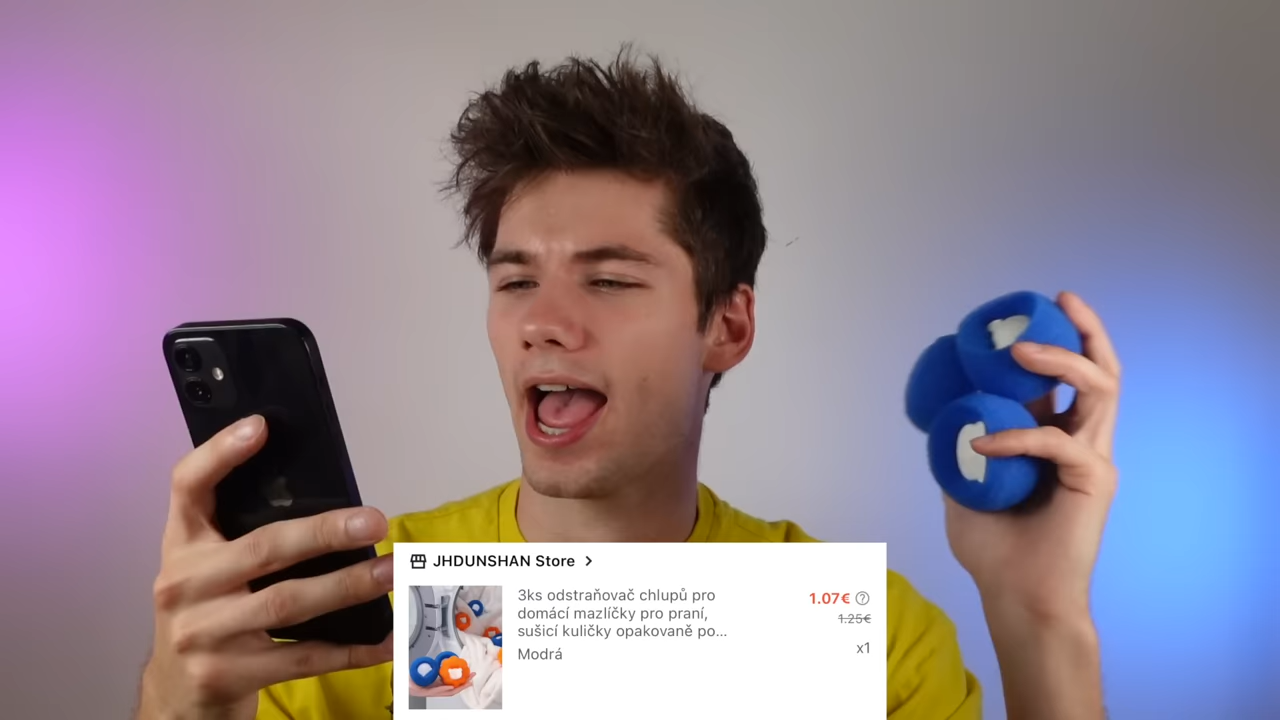 JHDUNSHAN Store >
3ks odstraňovač chlupů pro
domácí mazlíčky pro praní,
sušicí kuličky opakovaně po...
Modrá
1.07€
1.25€
x1